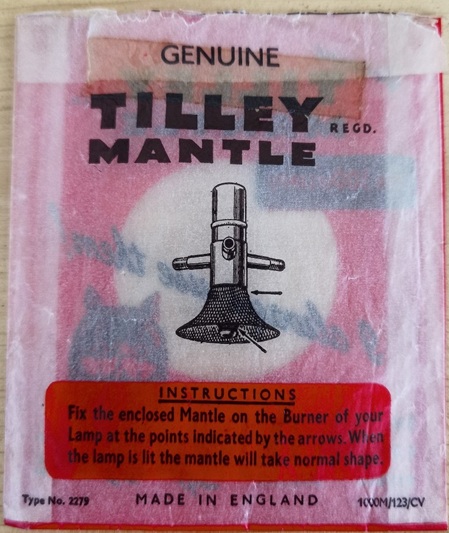 GENUINE
TILLEY REGD.
MANTLE
INSTRUCTIONS
Fix the enclosed Mantle on the Burner of your
Lamp at the points indicated by the arrows. When
the lamp is lit the mantle will take normal shape.
Type No. 2279 MADE IN ENGLAND 1000M/123/CV